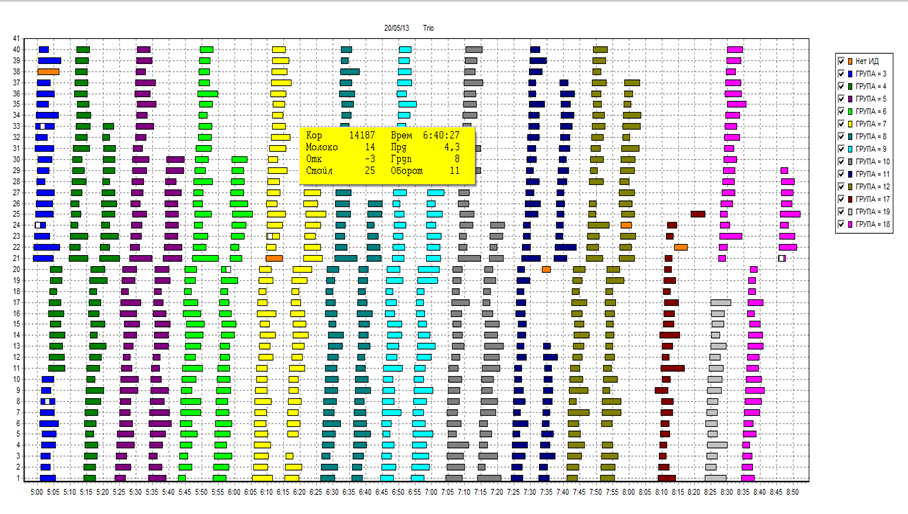 20/05/13 Trio
41
40
39
38
37
36
35
34
33
32
31
30
29
28
27
26
25
24
23
22
21
20
19
18
17
16
15
14
13
12
11
10
9
8
7
6
5
4
3
2
1
Кор 14187 Врем 6:40:27
Молоко 14 Прд 4,3
Отк -3 Груп 8
Стойл 25 Оборот 11
Нет ИД
ГРУПА = 3
ГРУПА = 4
ГРУПА = 5
ГРУПА = 6
ГРУПА = 7
ГРУПА = 8
ГРУПА = 9
ГРУПА = 10
ГРУПА = 11
ГРУПА = 12
ГРУПА = 17
ГРУПА = 19
ГРУПА = 18
5:00 5:05 5:10 5:15 5:20 5:25 5:30 5:35 5:40 5:45 5:50 5:55 6:00 6:05 6:10 6:15 6:20 6:25 6:30 6:35 6:40 6:45 6:50 6:55 7:00 7:05 7:10 7:15 7:20 7:25 7:30 7:35 7:40 7:45 7:50 7:55 8:00 8:05 8:10 8:15 8:20 8:25 8:30 8:35 8:40 8:45 8:50